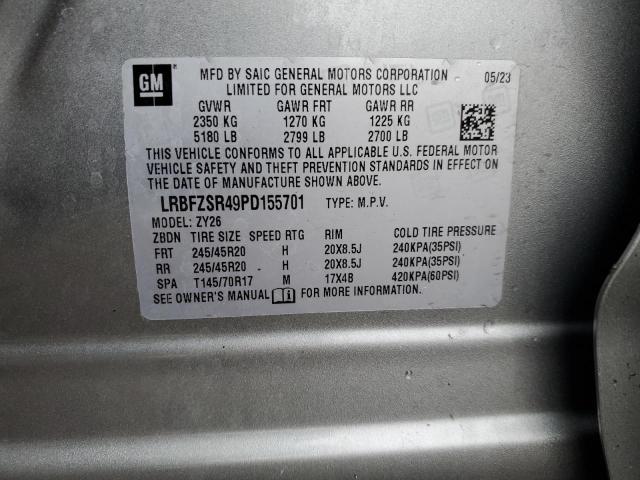 GM
MFD BY SAIC GENERAL MOTORS CORPORATION 05/23
LIMITED FOR GENERAL MOTORS LLC
GVWR GAWR FRT GAWR RR
2350 KG 1270 KG 1225 KG
5180 LB 2799 LB 2700 LB
THIS VEHICLE CONFORMS TO ALL APPLICABLE U.S. FEDERAL MOTOR
VEHICLE SAFETY AND THEFT PREVENTION STANDARDS IN EFFECT ON
THE DATE OF MANUFACTURE SHOWN ABOVE.
LRBFZSR49PD155701 TYPE: M.P.V.
MODEL: ZY26
ZBDN TIRE SIZE SPEED RTG RIM COLD TIRE PRESSURE
FRT 245/45R20 H 20X8.5J 240KPA(35PSI)
RR 245/45R20 H 20X8.5J 240KPA(35PSI)
SPA T145/70R17 M 17X4B 420KPA(60PSI)
SEE OWNER'S MANUAL FOR MORE INFORMATION.